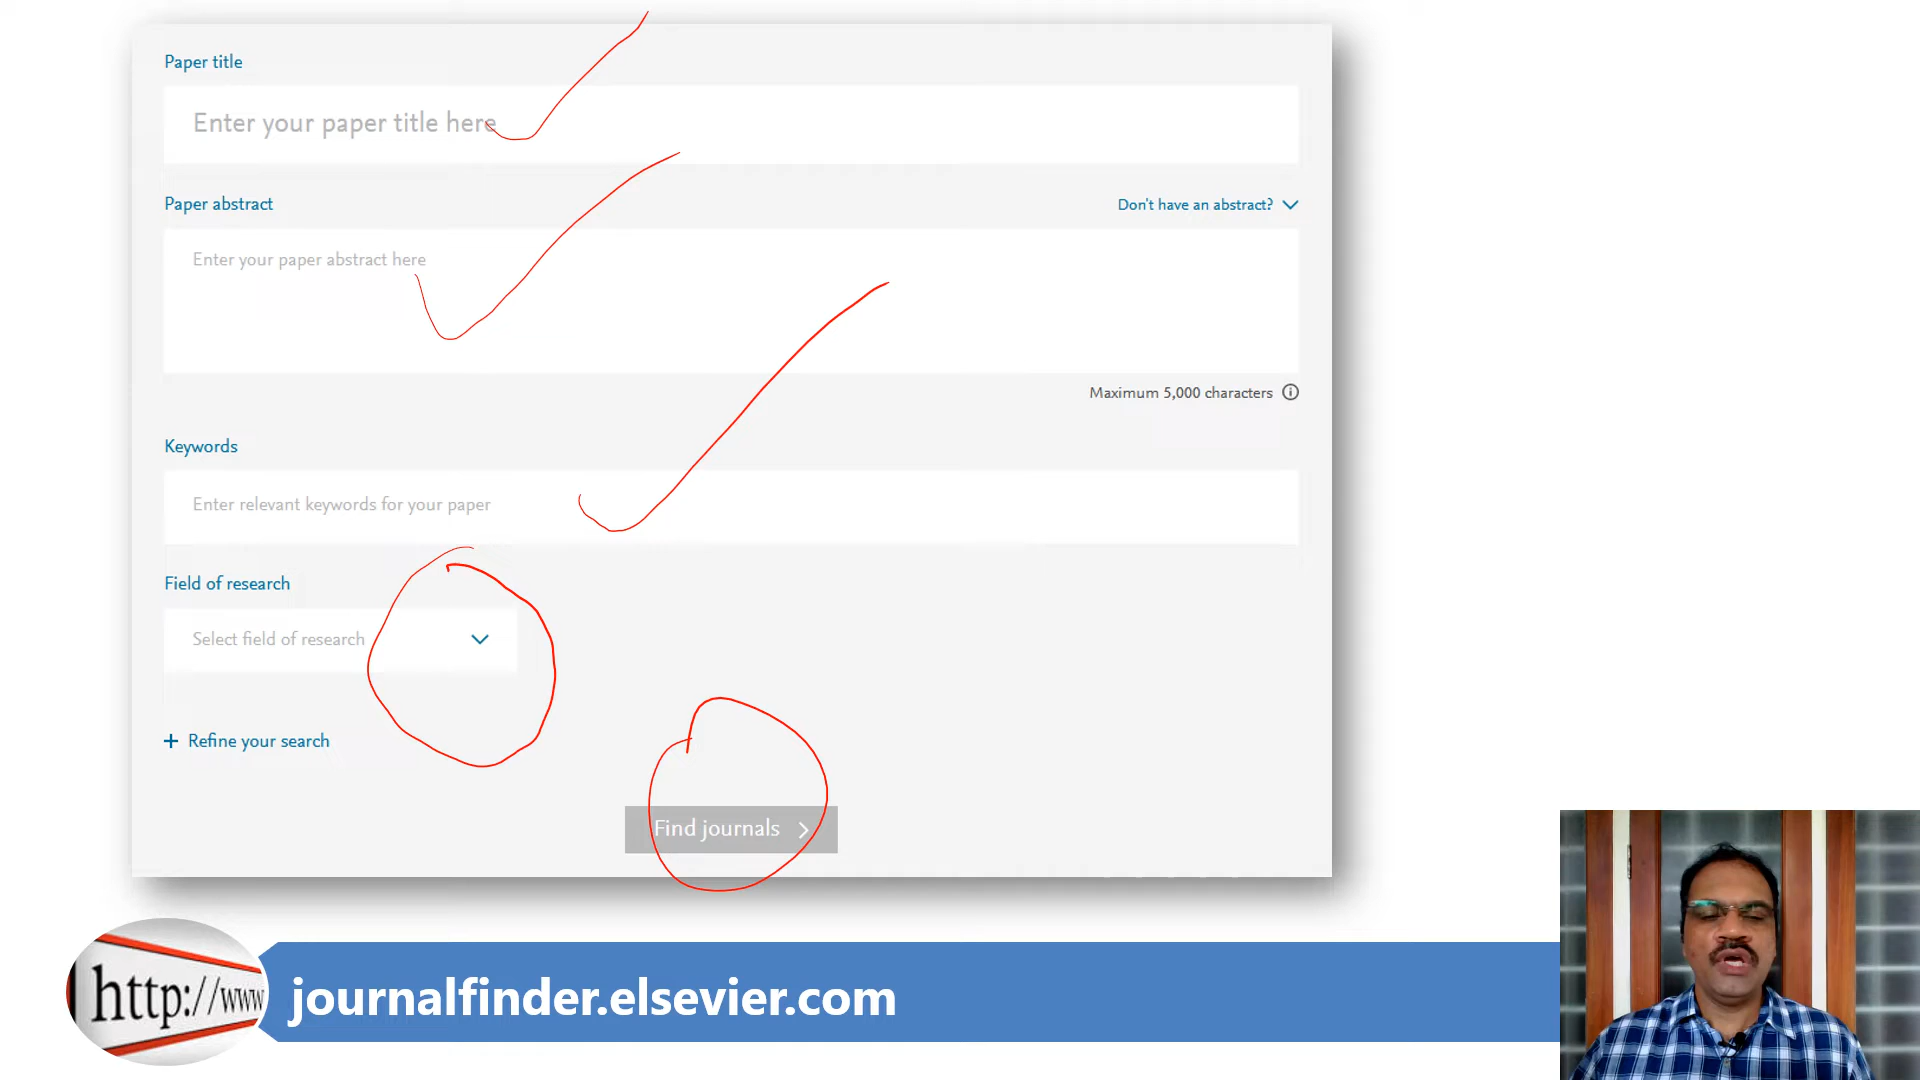 Paper title
Enter your paper title here
Paper abstract
Don't have an abstract?
Enter your paper abstract here
Maximum 5,000 characters
Keywords
Enter relevant keywords for your paper
Field of research
Select field of research
+ Refine your search
Find journals
http://www
journalfinder.elsevier.com